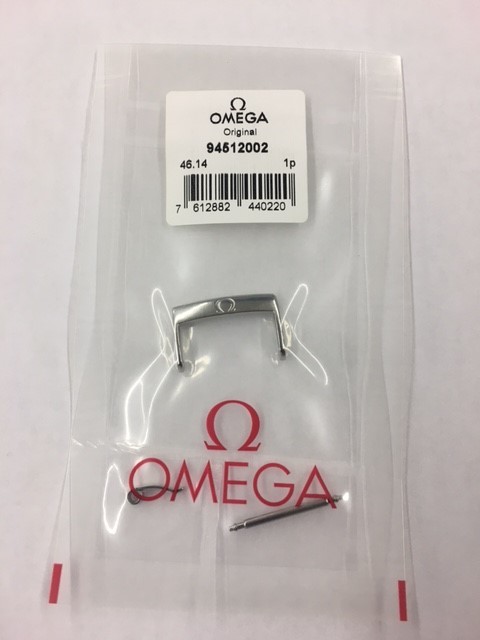 Ω
OMEGA
Original
94512002
46.14 1p
7 612882 440220
Ω
Ω
OMEGA